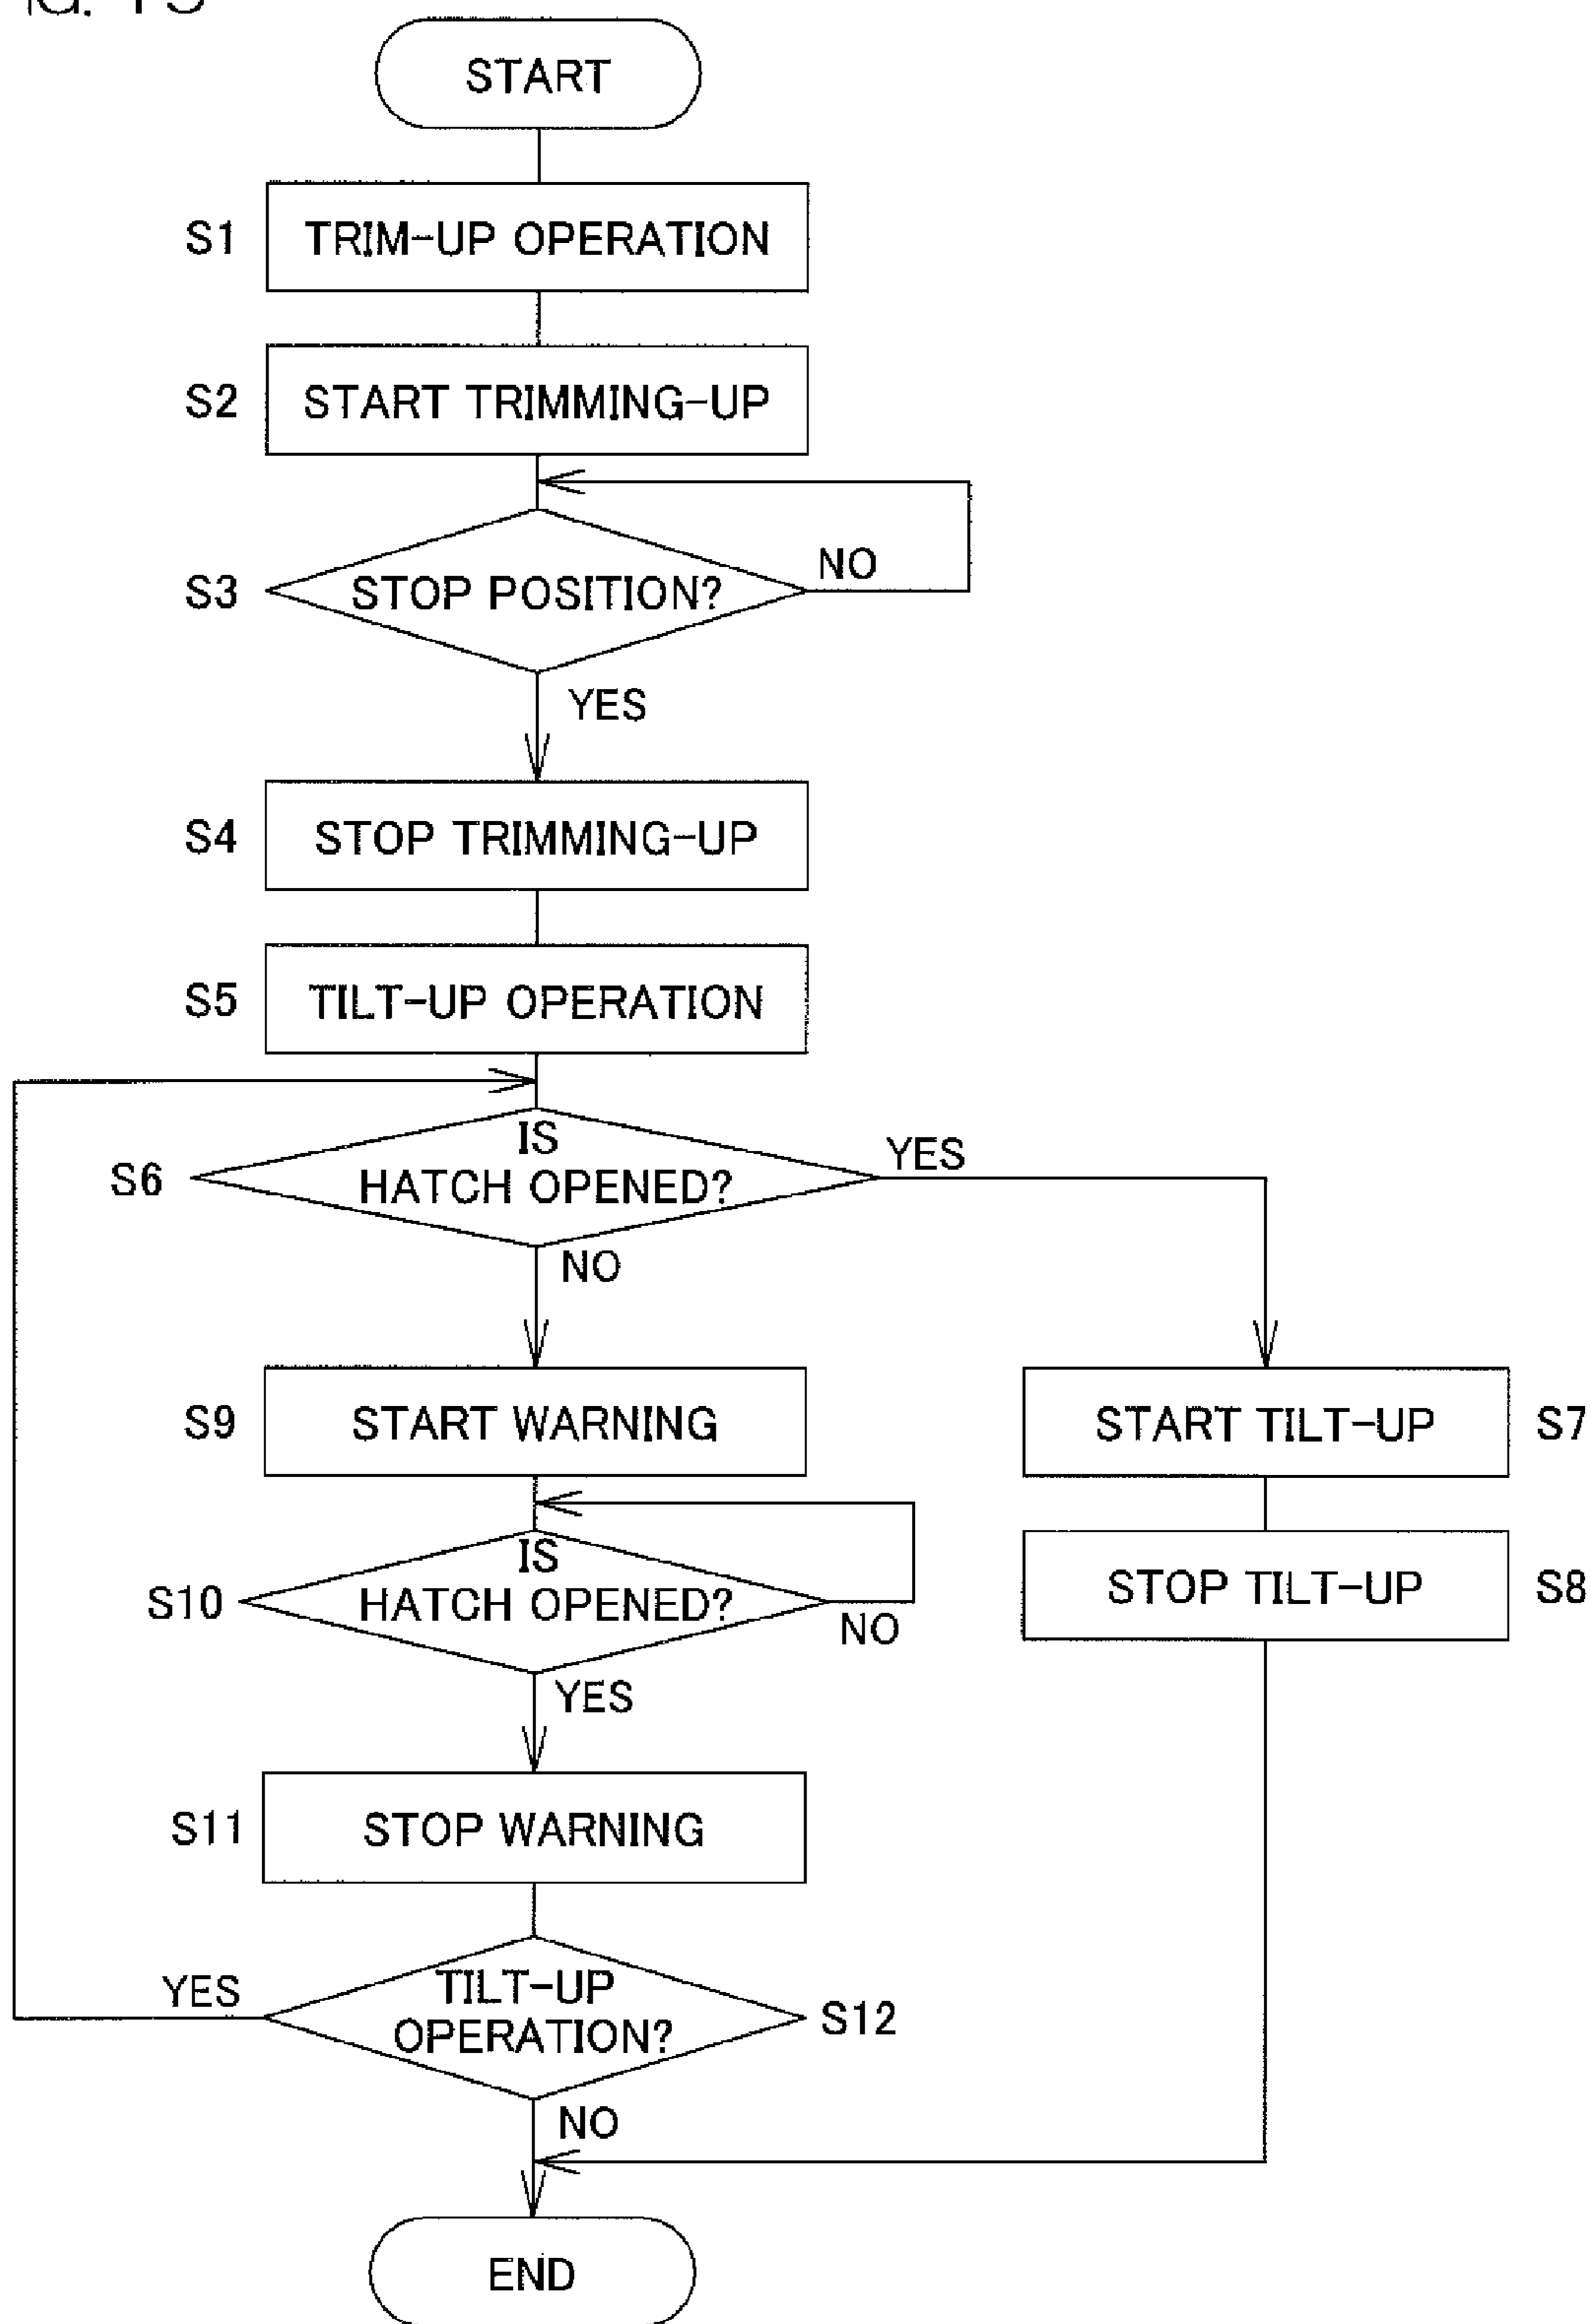 START
S1 TRIM-UP OPERATION
S2 START TRIMMING-UP
NO
S3 STOP POSITION?
YES
S4 STOP TRIMMING-UP
S5 TILT-UP OPERATION
IS
YES
S6 HATCH OPENED?
NO
S9 START WARNING
START TILT-UP S7
IS
S10 HATCH OPENED?
NO
STOP TILT-UP S8
YES
S11 STOP WARNING
YES
TILT-UP
OPERATION?
S12
NO
END